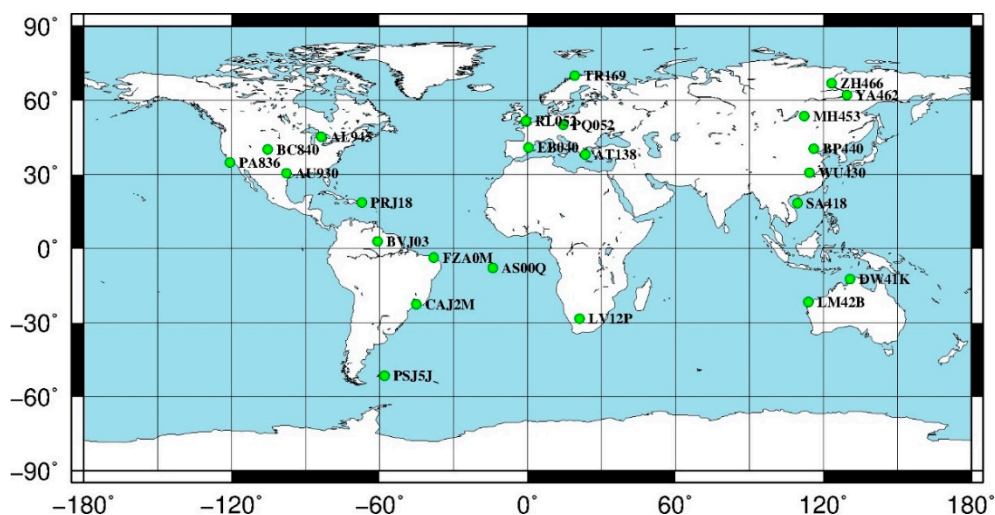 90°
TR169
ZH466
YA462
60°
MH453
RL052
PQ052
AL945
EB040
BC840
BP440
AT138
PA836
AU930
WU430
30°
PRJ18
SA418
BVJ03
0°
FZA0M
AS00Q
DW41K
CAJ2M
LM42B
LV12P
−30°
PSJ5J
−60°
−90°
−180° −120° −60° 0° 60° 120° 180°